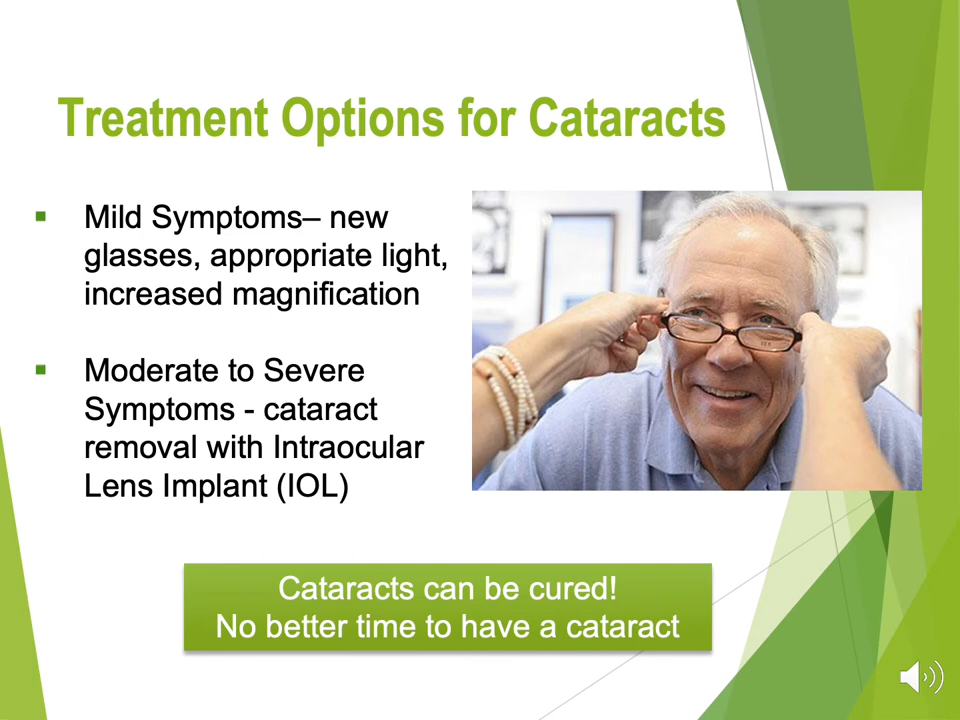 Treatment Options for Cataracts
▪ Mild Symptoms– new
glasses, appropriate light,
increased magnification
▪ Moderate to Severe
Symptoms - cataract
removal with Intraocular
Lens Implant (IOL)
Cataracts can be cured!
No better time to have a cataract